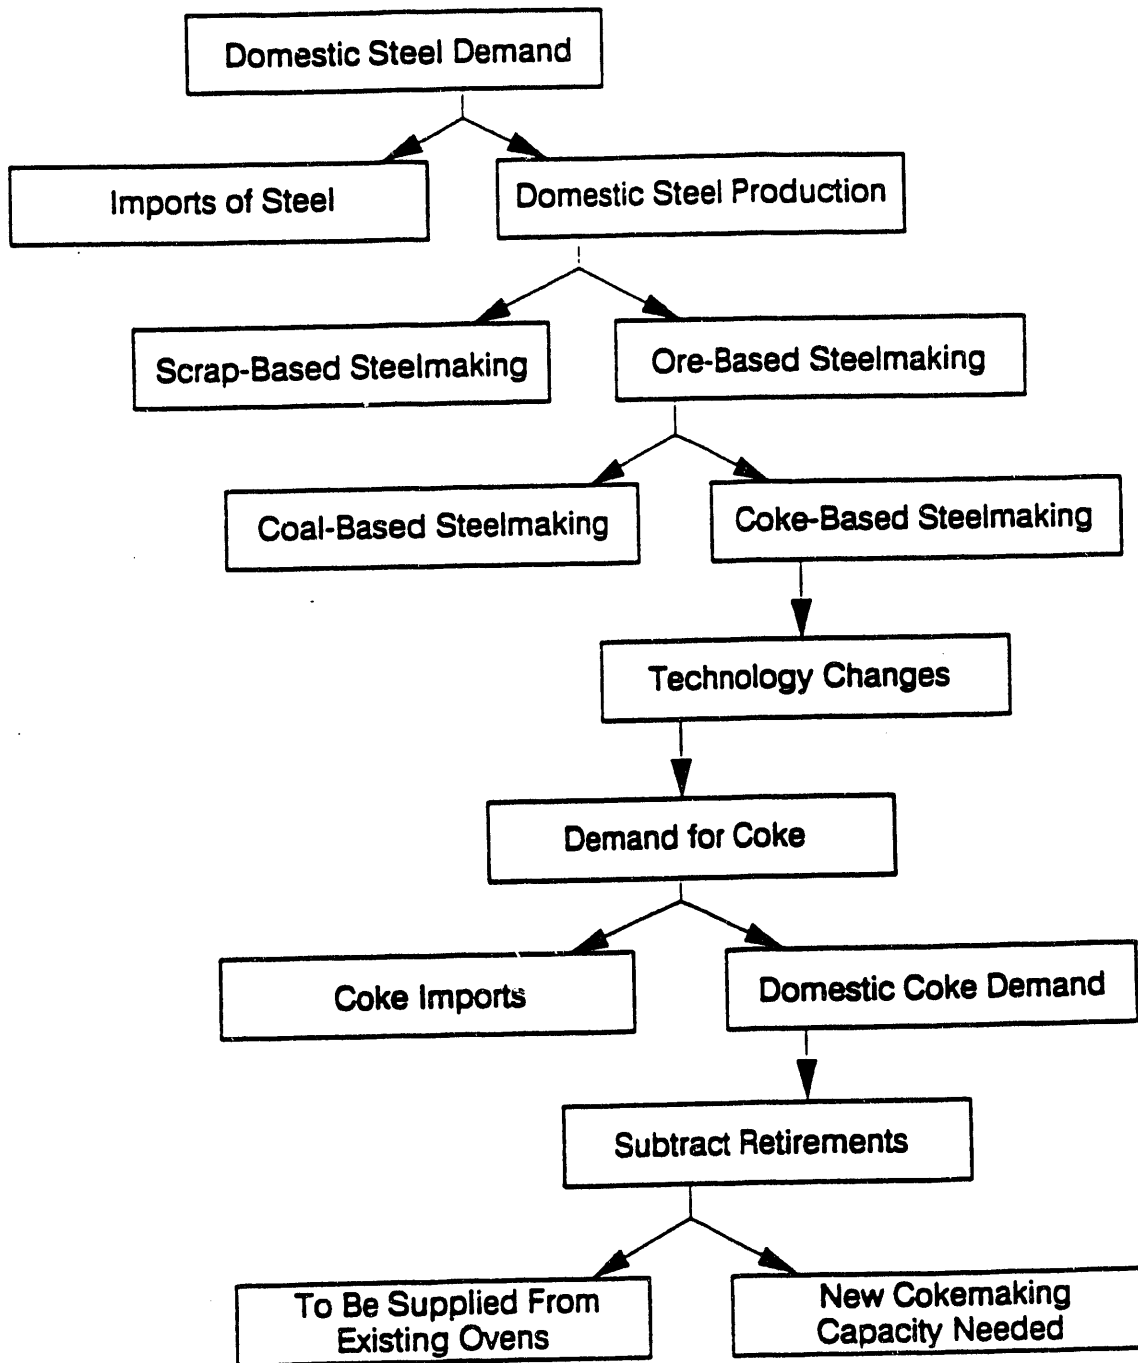 Domestic Steel Demand
Imports of Steel
Domestic Steel Production
Scrap-Based Steelmaking
Ore-Based Steelmaking
Coal-Based Steelmaking
Coke-Based Steelmaking
Technology Changes
Demand for Coke
Coke Imports
Domestic Coke Demand
Subtract Retirements
To Be Supplied From
Existing Ovens
New Cokemaking
Capacity Needed